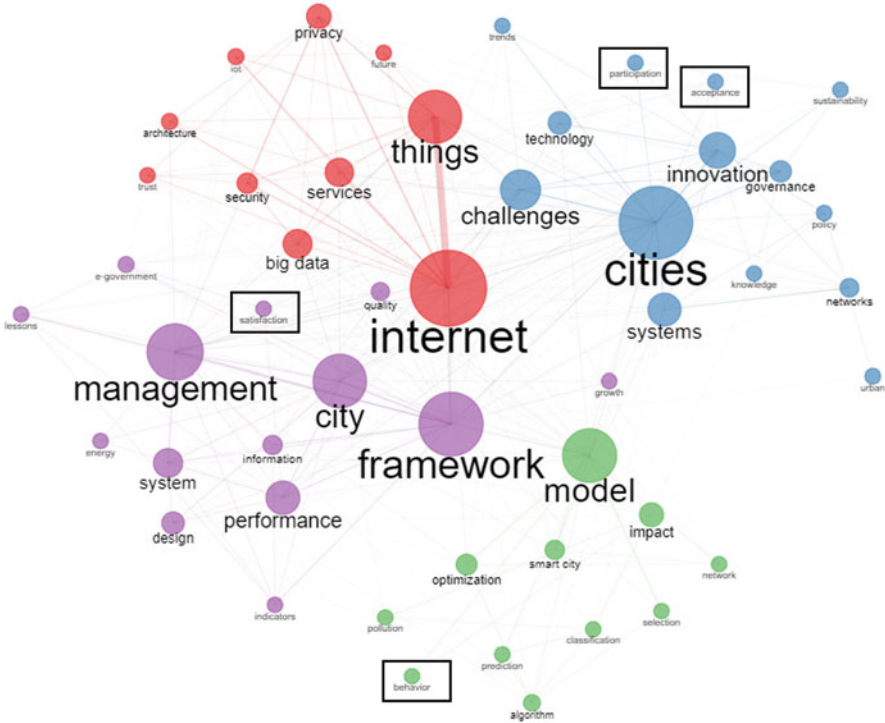 privacy
trends
future
iot
participation
acceptance
sustainability
architecture
things
technology
innovation
governance
trust
security
services
challenges
policy
big data
cities
e-government
knowledge
quality
networks
satisfaction
lessons
internet
systems
management
city
growth
urban
energy
information
framework
system
model
performance
design
impact
optimization
smart city
network
indicators
pollution
selection
classification
prediction
behavior
algorithm